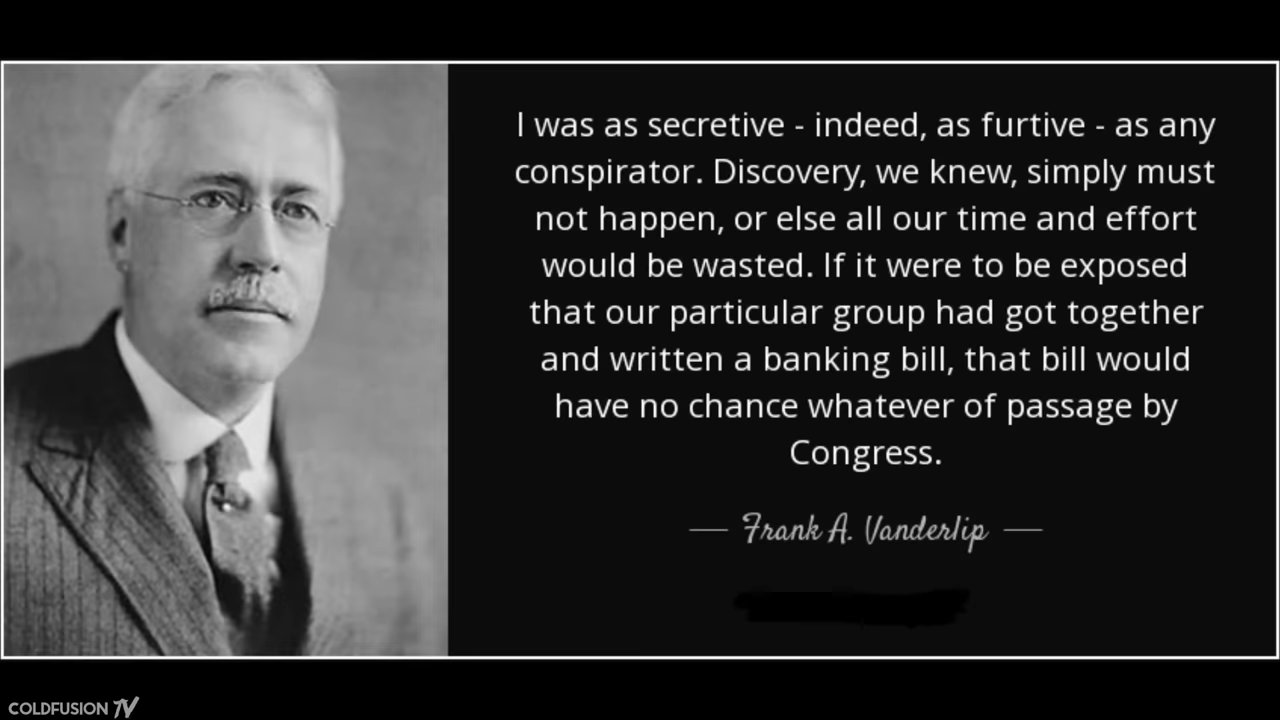 I was as secretive - indeed, as furtive - as any
conspirator. Discovery, we knew, simply must
not happen, or else all our time and effort
would be wasted. If it were to be exposed
that our particular group had got together
and written a banking bill, that bill would
have no chance whatever of passage by
Congress.
Frank A. Vanderlip
COLDFUSION TV